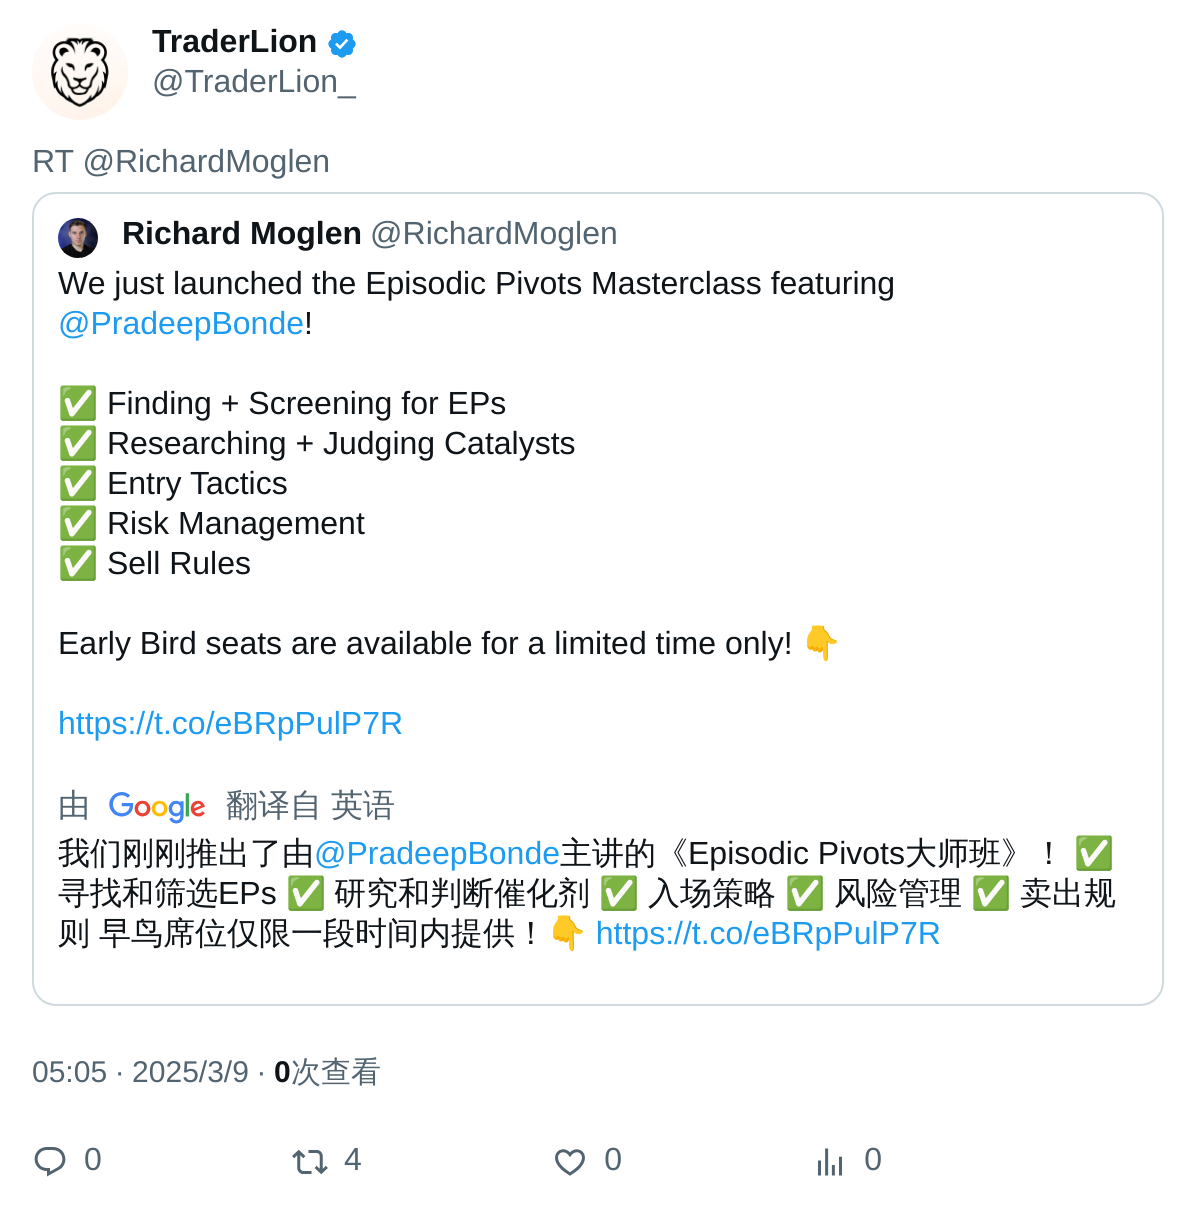 TraderLion
@TraderLion_
RT @RichardMoglen
Richard Moglen @RichardMoglen
We just launched the Episodic Pivots Masterclass featuring
@PradeepBonde!
✅ Finding + Screening for EPs
✅ Researching + Judging Catalysts
✅ Entry Tactics
✅ Risk Management
✅ Sell Rules
Early Bird seats are available for a limited time only! 👇
https://t.co/eBRpPulP7R
由 Google 翻译自 英语
我们刚刚推出了由@PradeepBonde主讲的《Episodic Pivots大师班》！ ✅
寻找和筛选EPs ✅ 研究和判断催化剂 ✅ 入场策略 ✅ 风险管理 ✅ 卖出规
则 早鸟席位仅限一段时间内提供！👇 https://t.co/eBRpPulP7R
05:05 · 2025/3/9 · 0次查看
0 4 0 0